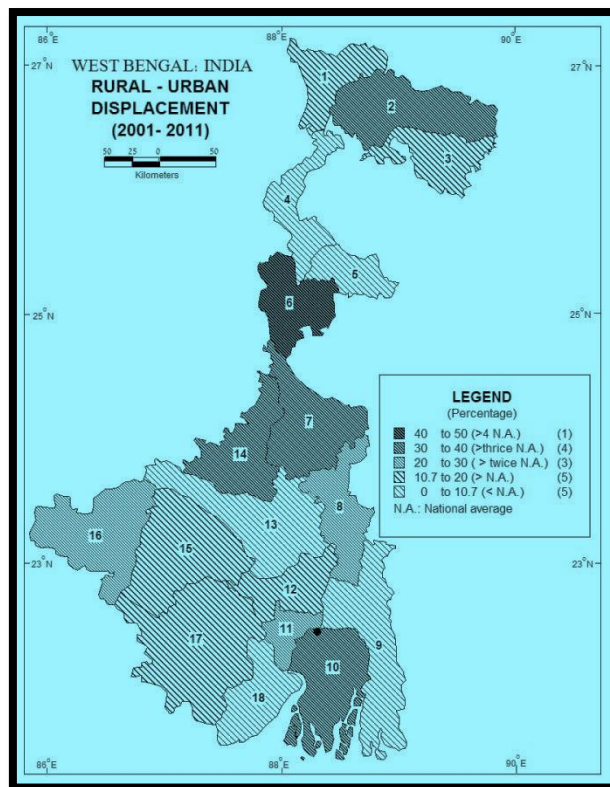 86°E 88°E 90°E
27°N 27°N
WEST BENGAL: INDIA
RURAL - URBAN
DISPLACEMENT
(2001- 2011)
50 25 0 50
Kilometers
1
2
3
4
5
6
25°N 25°N
LEGEND
(Percentage)
40 to 50 (>4 N.A.) (1)
30 to 40 (>thrice N.A.) (4)
20 to 30 ( > twice N.A.) (3)
10.7 to 20 (> N.A.) (5)
0 to 10.7 (< N.A.) (5)
N.A.: National average
7
14
8
16
13
15
23°N 23°N
12
11
17
9
10
18
86°E 88°E 90°E